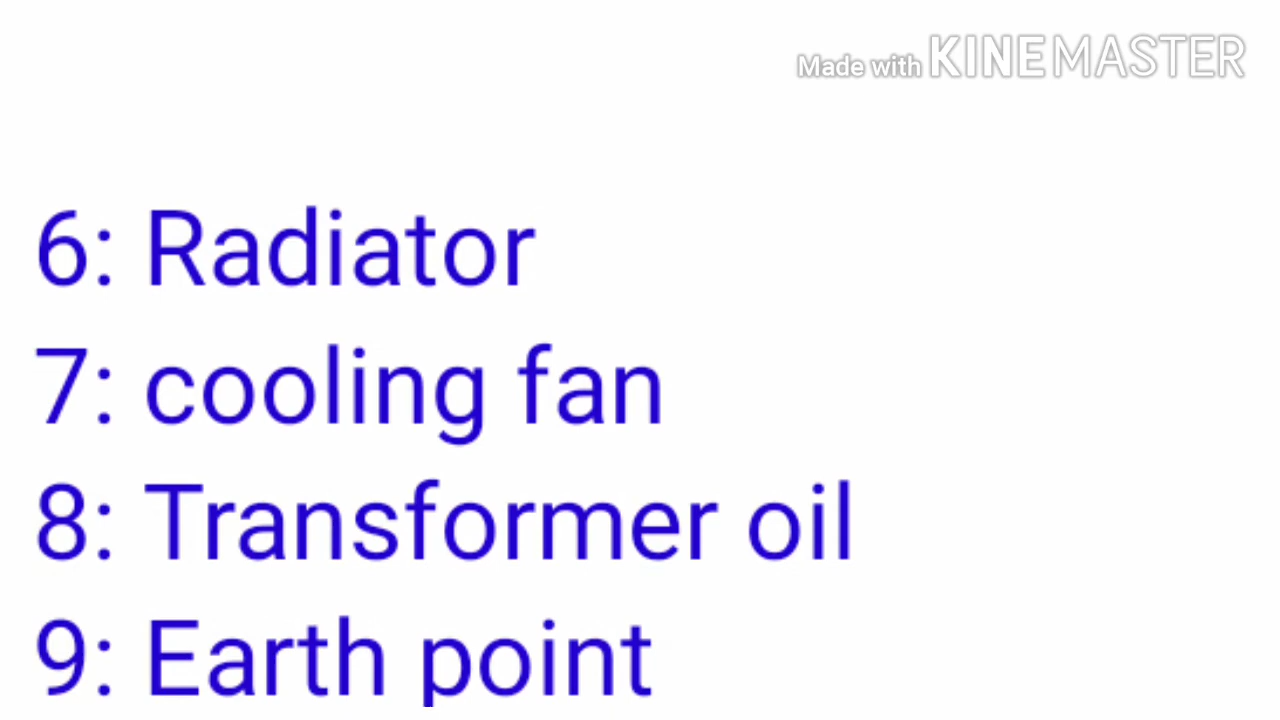 Made with KINEMASTER
6: Radiator
7: cooling fan
8: Transformer oil
9: Earth point